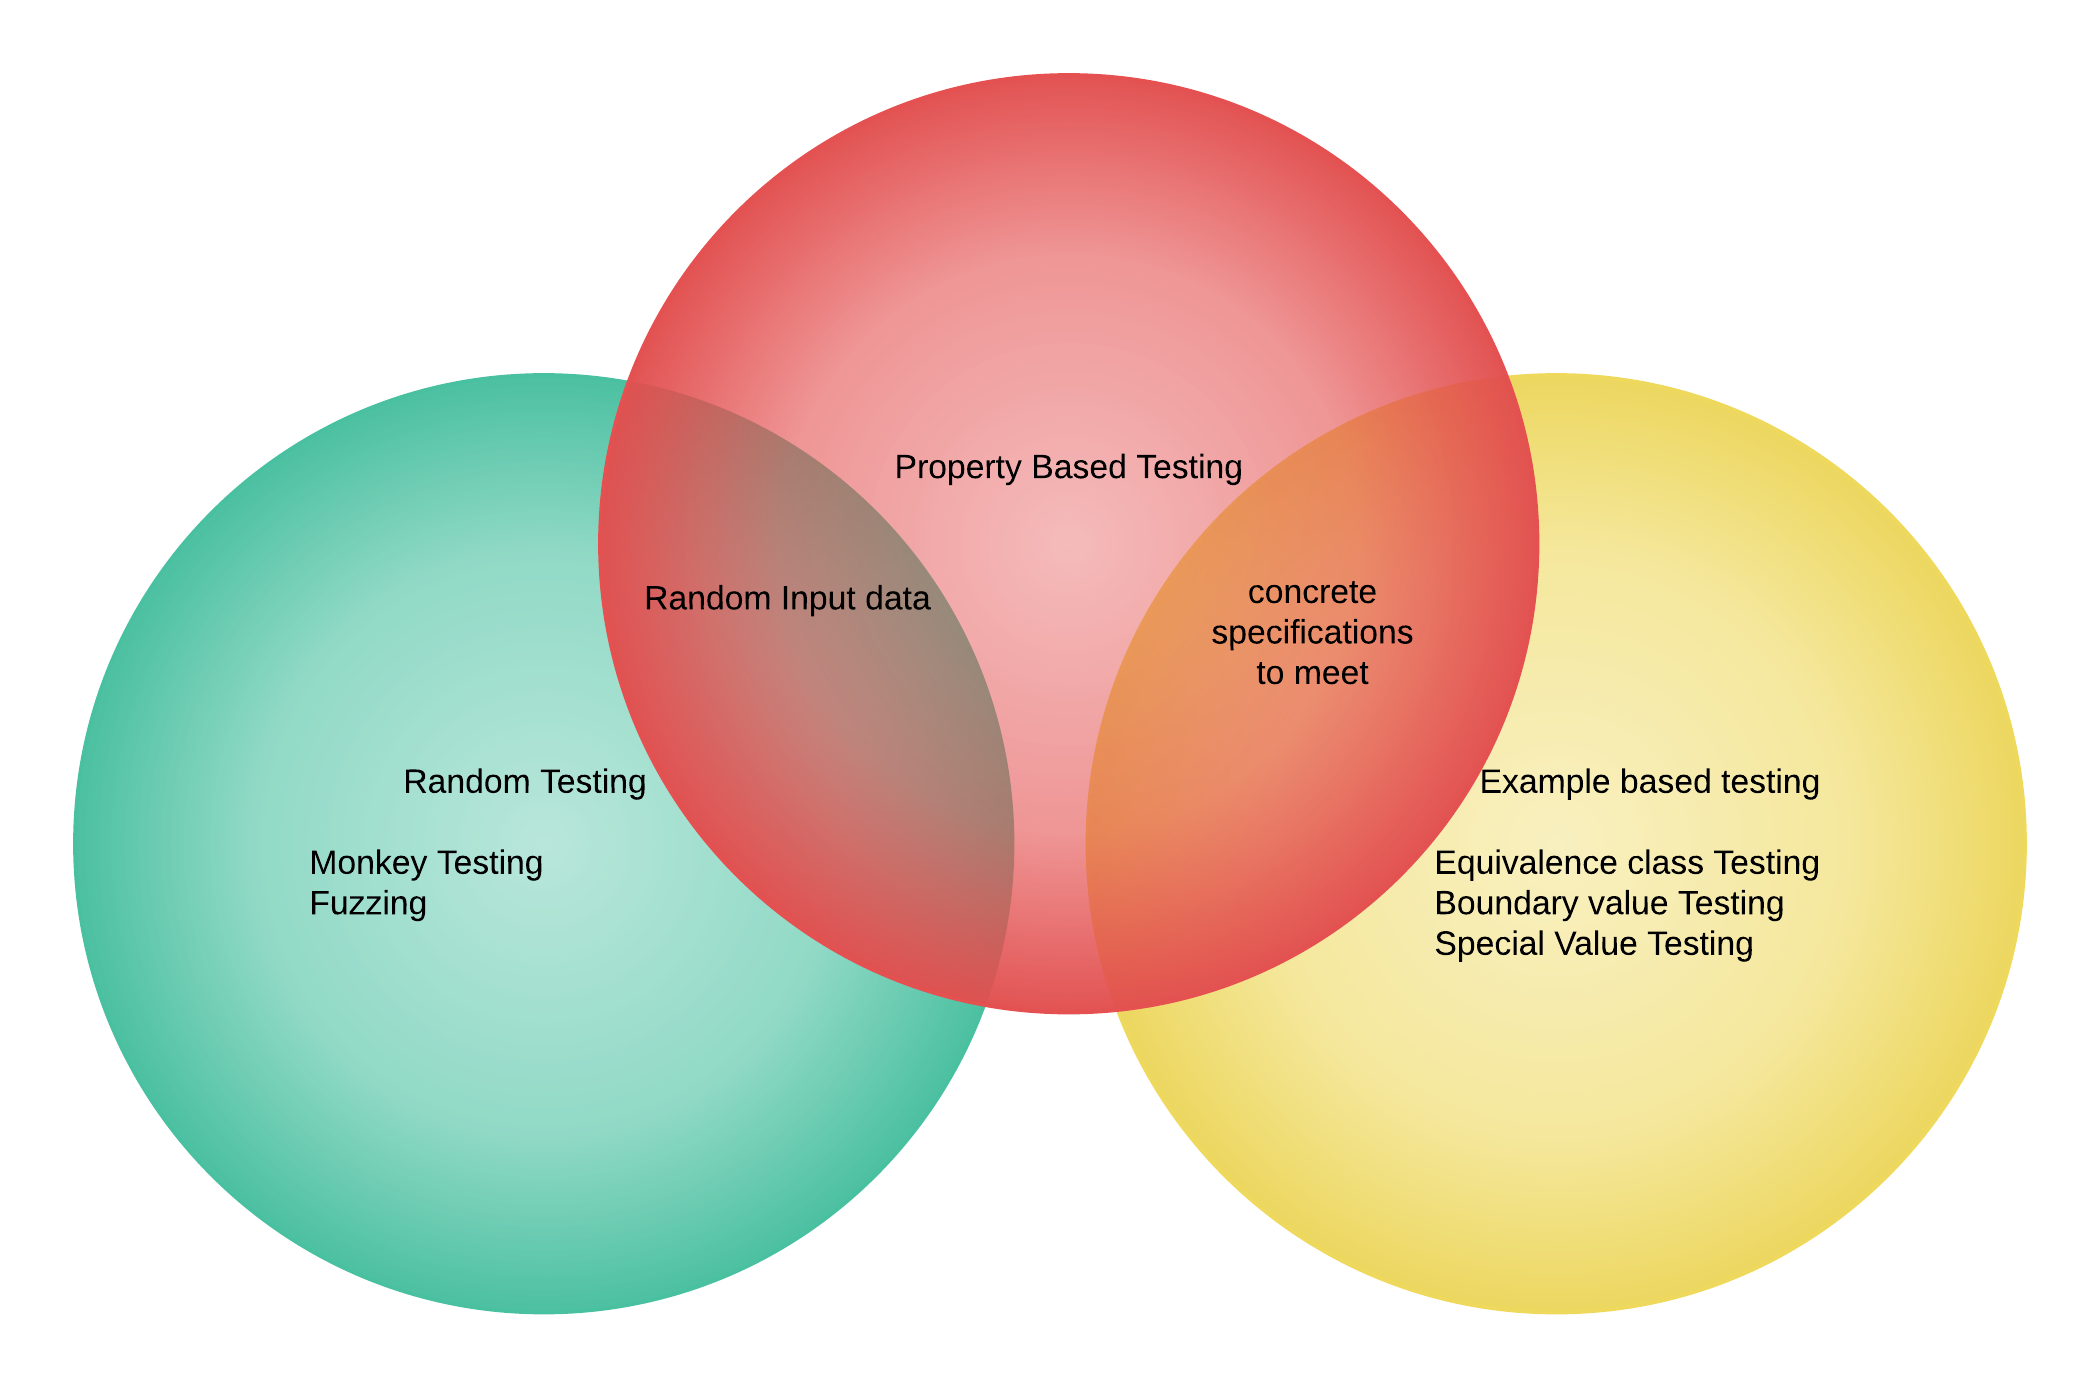 Property Based Testing
Random Input data
concrete
specifications
to meet
Random Testing
Monkey Testing
Fuzzing
Example based testing
Equivalence class Testing
Boundary value Testing
Special Value Testing